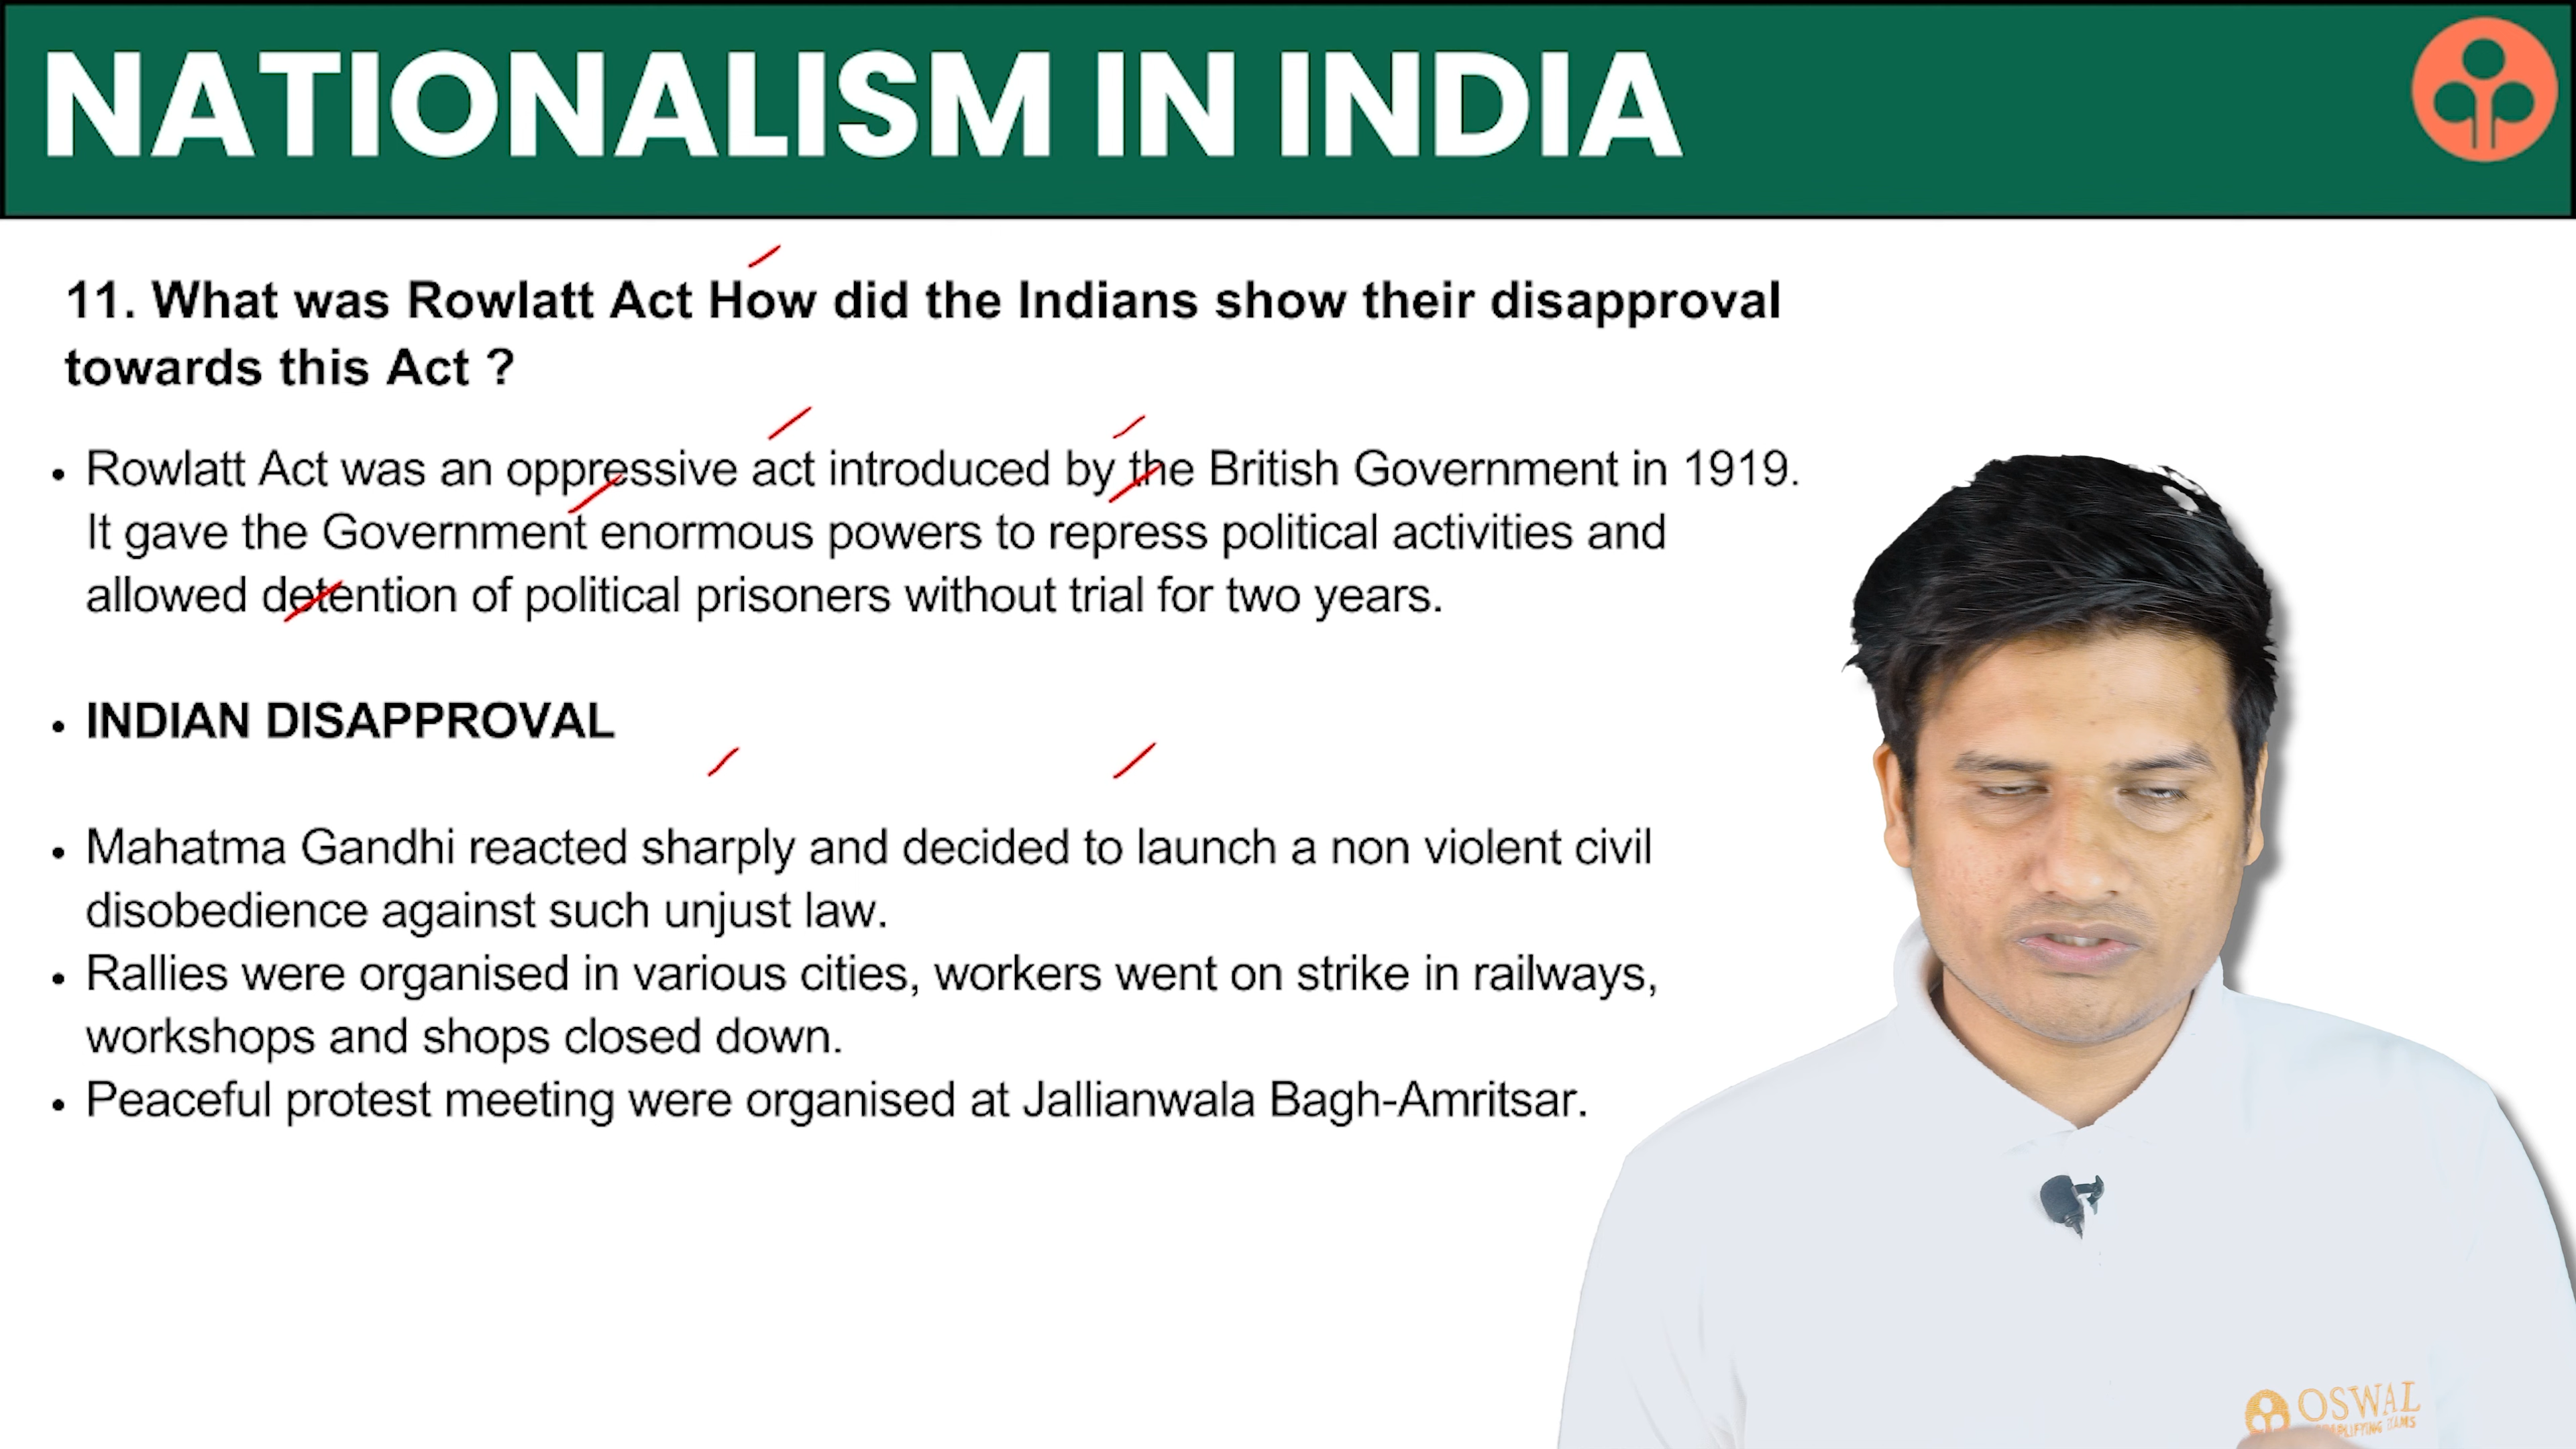 NATIONALISM IN INDIA
11. What was Rowlatt Act How did the Indians show their disapproval
towards this Act ?
• Rowlatt Act was an oppressive act introduced by the British Government in 1919.
It gave the Government enormous powers to repress political activities and
allowed detention of political prisoners without trial for two years.
• INDIAN DISAPPROVAL
• Mahatma Gandhi reacted sharply and decided to launch a non violent civil
disobedience against such unjust law.
• Rallies were organised in various cities, workers went on strike in railways,
workshops and shops closed down.
• Peaceful protest meeting were organised at Jallianwala Bagh-Amritsar.
OSWAL